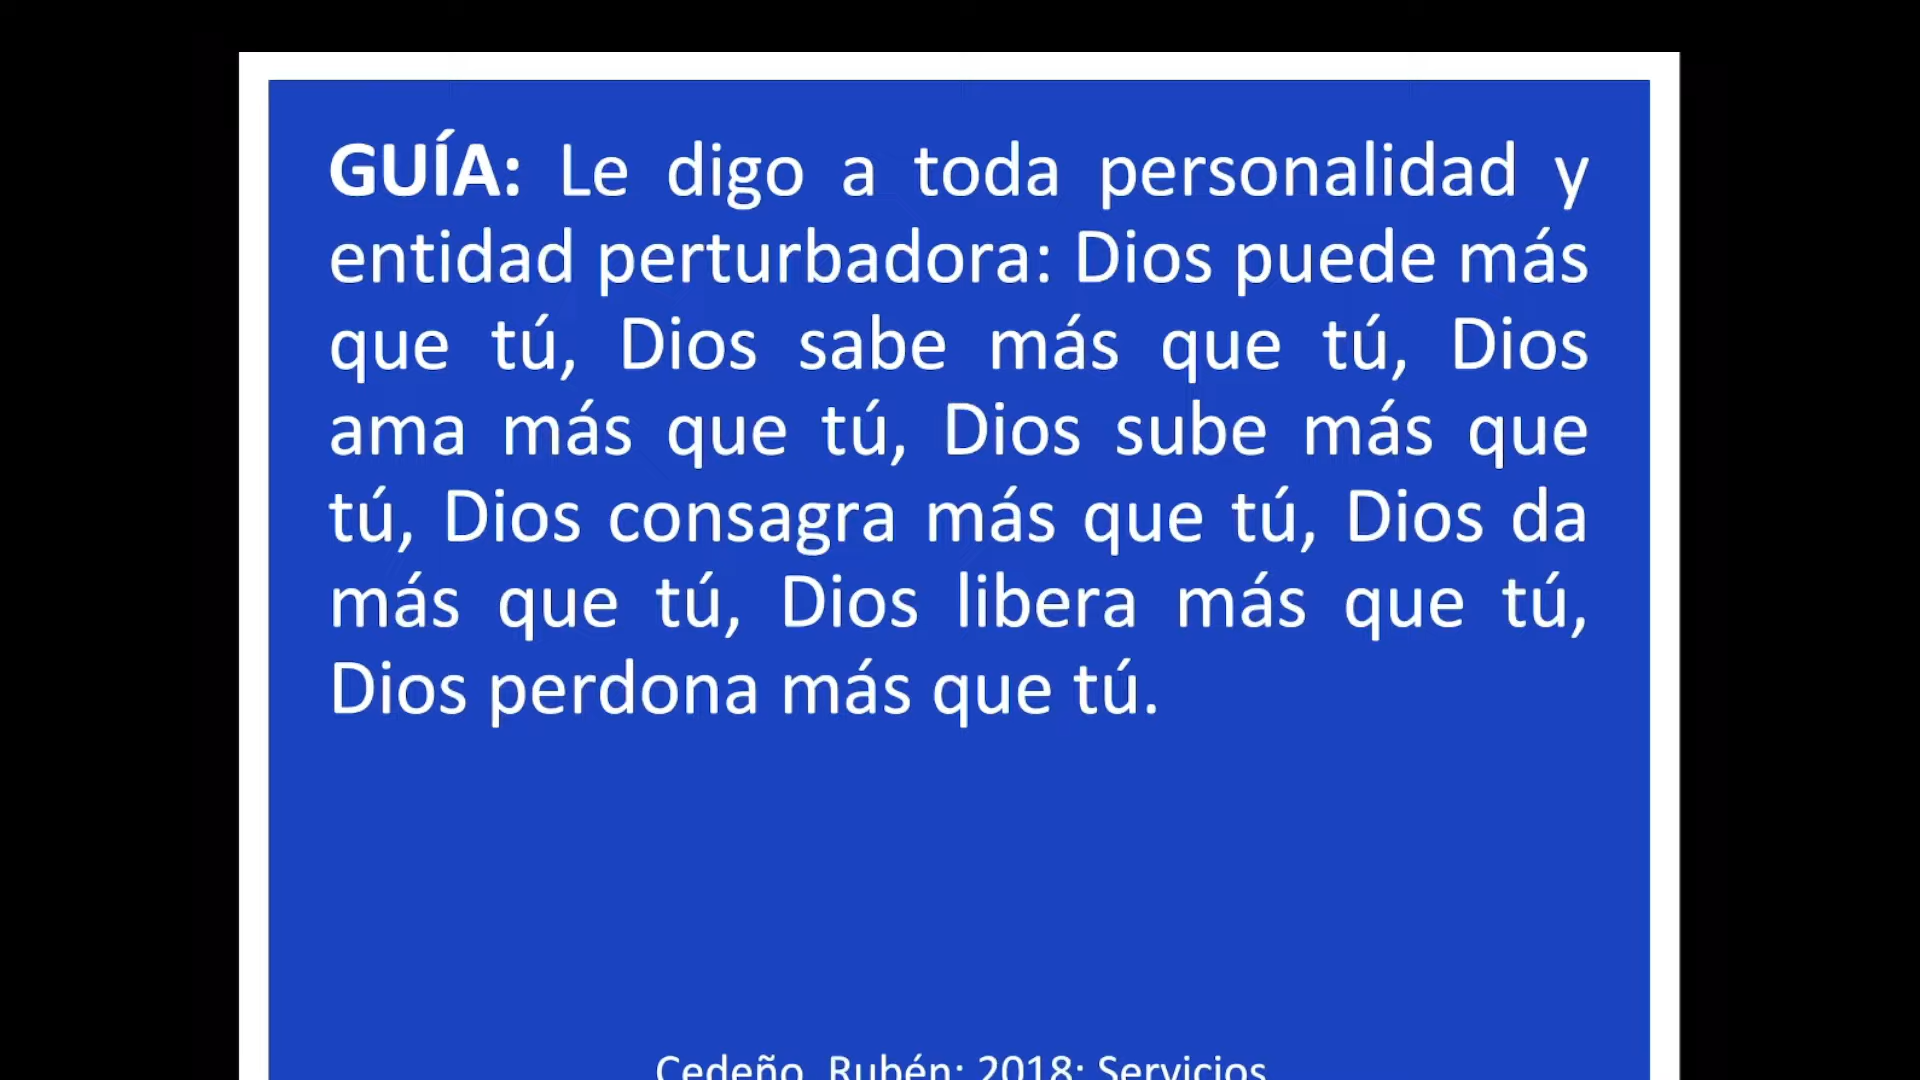 GUÍA: Le digo a toda personalidad y
entidad perturbadora: Dios puede más
que tú, Dios sabe más que tú, Dios
ama más que tú, Dios sube más que
tú, Dios consagra más que tú, Dios da
más que tú, Dios libera más que tú,
Dios perdona más que tú.
Cedeño, Rubén; 2018; Servicios